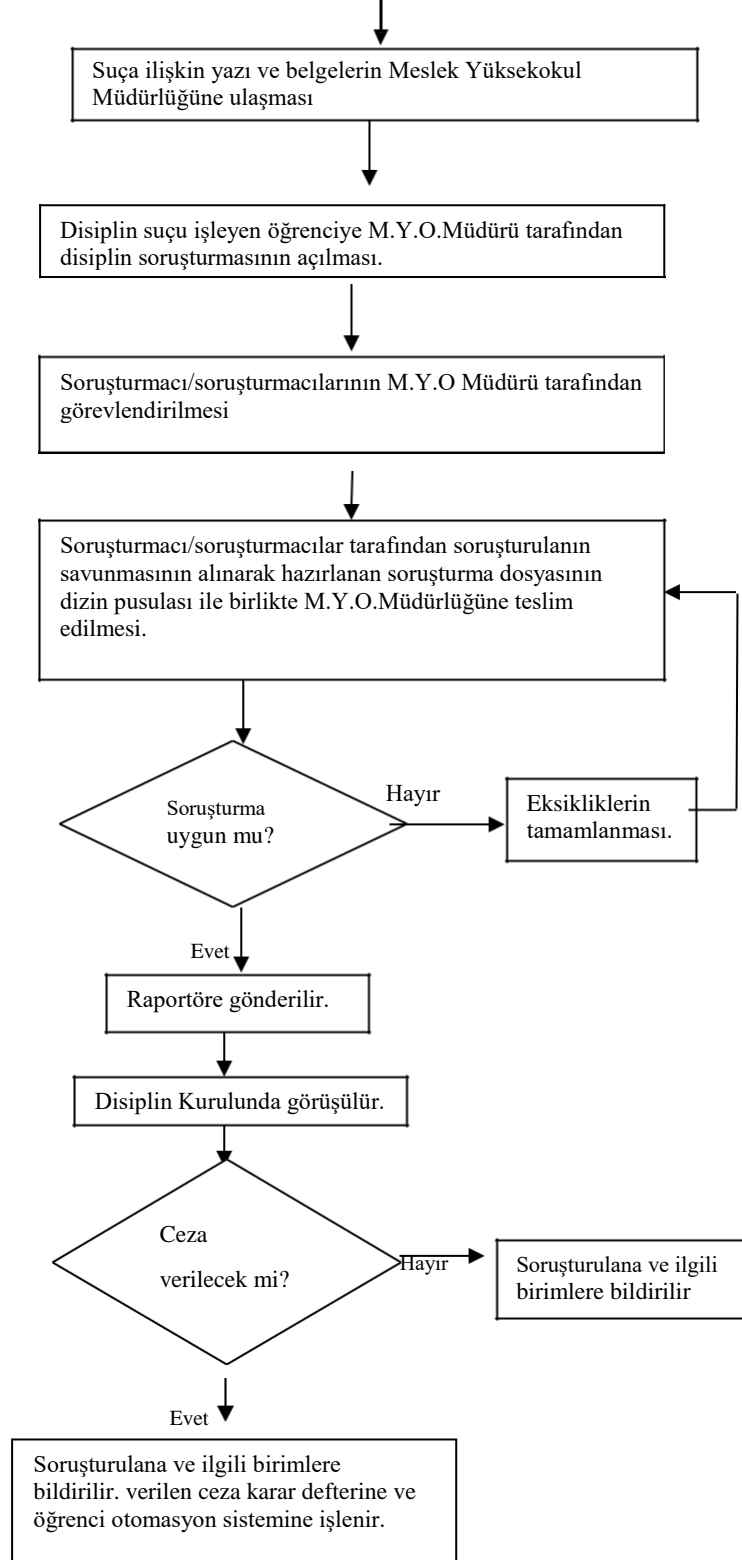 Suça ilişkin yazı ve belgelerin Meslek Yüksekokul
Müdürlüğüne ulaşması
Disiplin suçu işleyen öğrenciye M.Y.O.Müdürü tarafından
disiplin soruşturmasının açılması.
Soruşturmacı/soruşturmacılarının M.Y.O Müdürü tarafından
görevlendirilmesi
Soruşturmacı/soruşturmacılar tarafından soruşturulanın
savunmasının alınarak hazırlanan soruşturma dosyasının
dizin pusulası ile birlikte M.Y.O.Müdürlüğüne teslim
edilmesi.
Soruşturma
uygun mu?
Hayır
Eksikliklerin
tamamlanması.
Evet
Raportöre gönderilir.
Disiplin Kurulunda görüşülür.
Ceza
verilecek mi?
Hayır
Soruşturulana ve ilgili
birimlere bildirilir
Evet
Soruşturulana ve ilgili birimlere
bildirilir. verilen ceza karar defterine ve
öğrenci otomasyon sistemine işlenir.